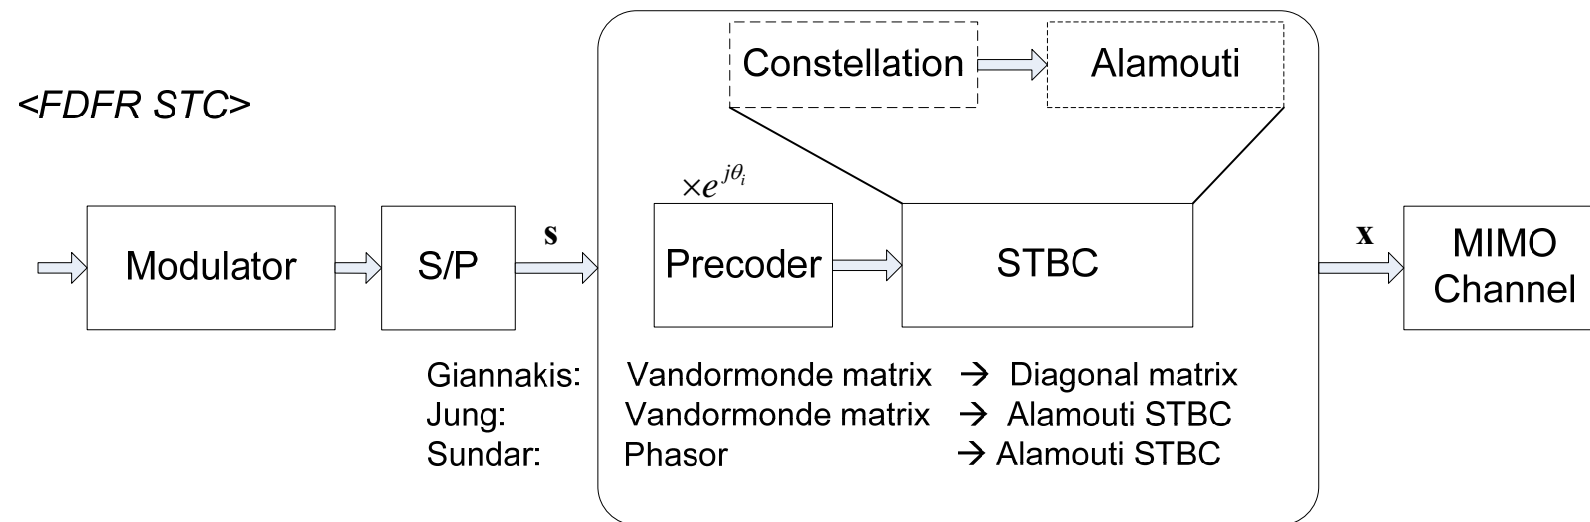 Constellation
Alamouti
<FDFR STC>
×e^{jθ_i}
Modulator
S/P
s
Precoder
STBC
x
MIMO
Channel
Giannakis: Vandormonde matrix → Diagonal matrix
Jung: Vandormonde matrix → Alamouti STBC
Sundar: Phasor → Alamouti STBC